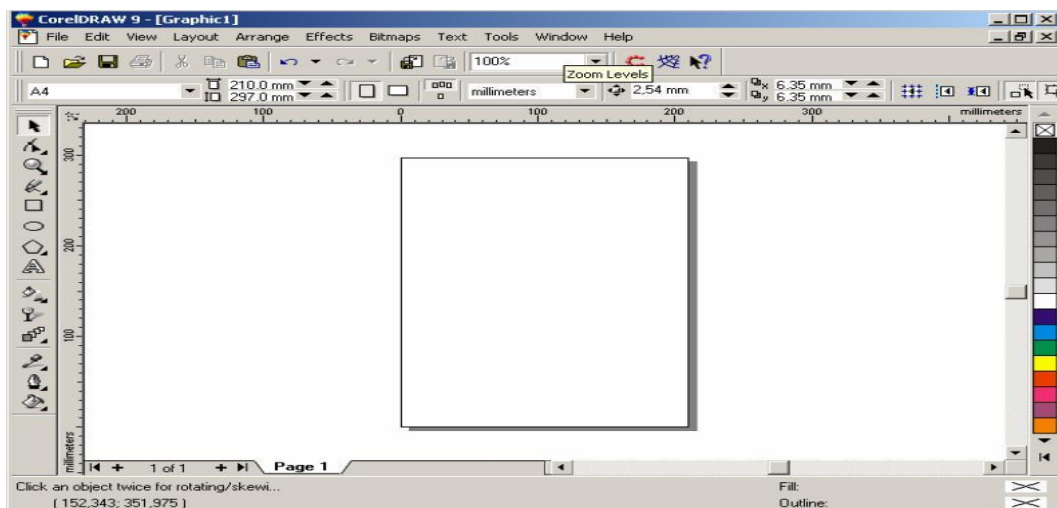 CorelDRAW 9 - [Graphic1]
File Edit View Layout Arrange Effects Bitmaps Text Tools Window Help
100%
Zoom Levels
A4 210.0 mm 297.0 mm millimeters 2,54 mm x 6.35 mm y 6.35 mm
200 100 0 100 200 300 millimeters
300
200
100
millimeters
1 of 1 Page 1
Click an object twice for rotating/skewi... Fill:
( 152,343; 351,975 ) Outline: